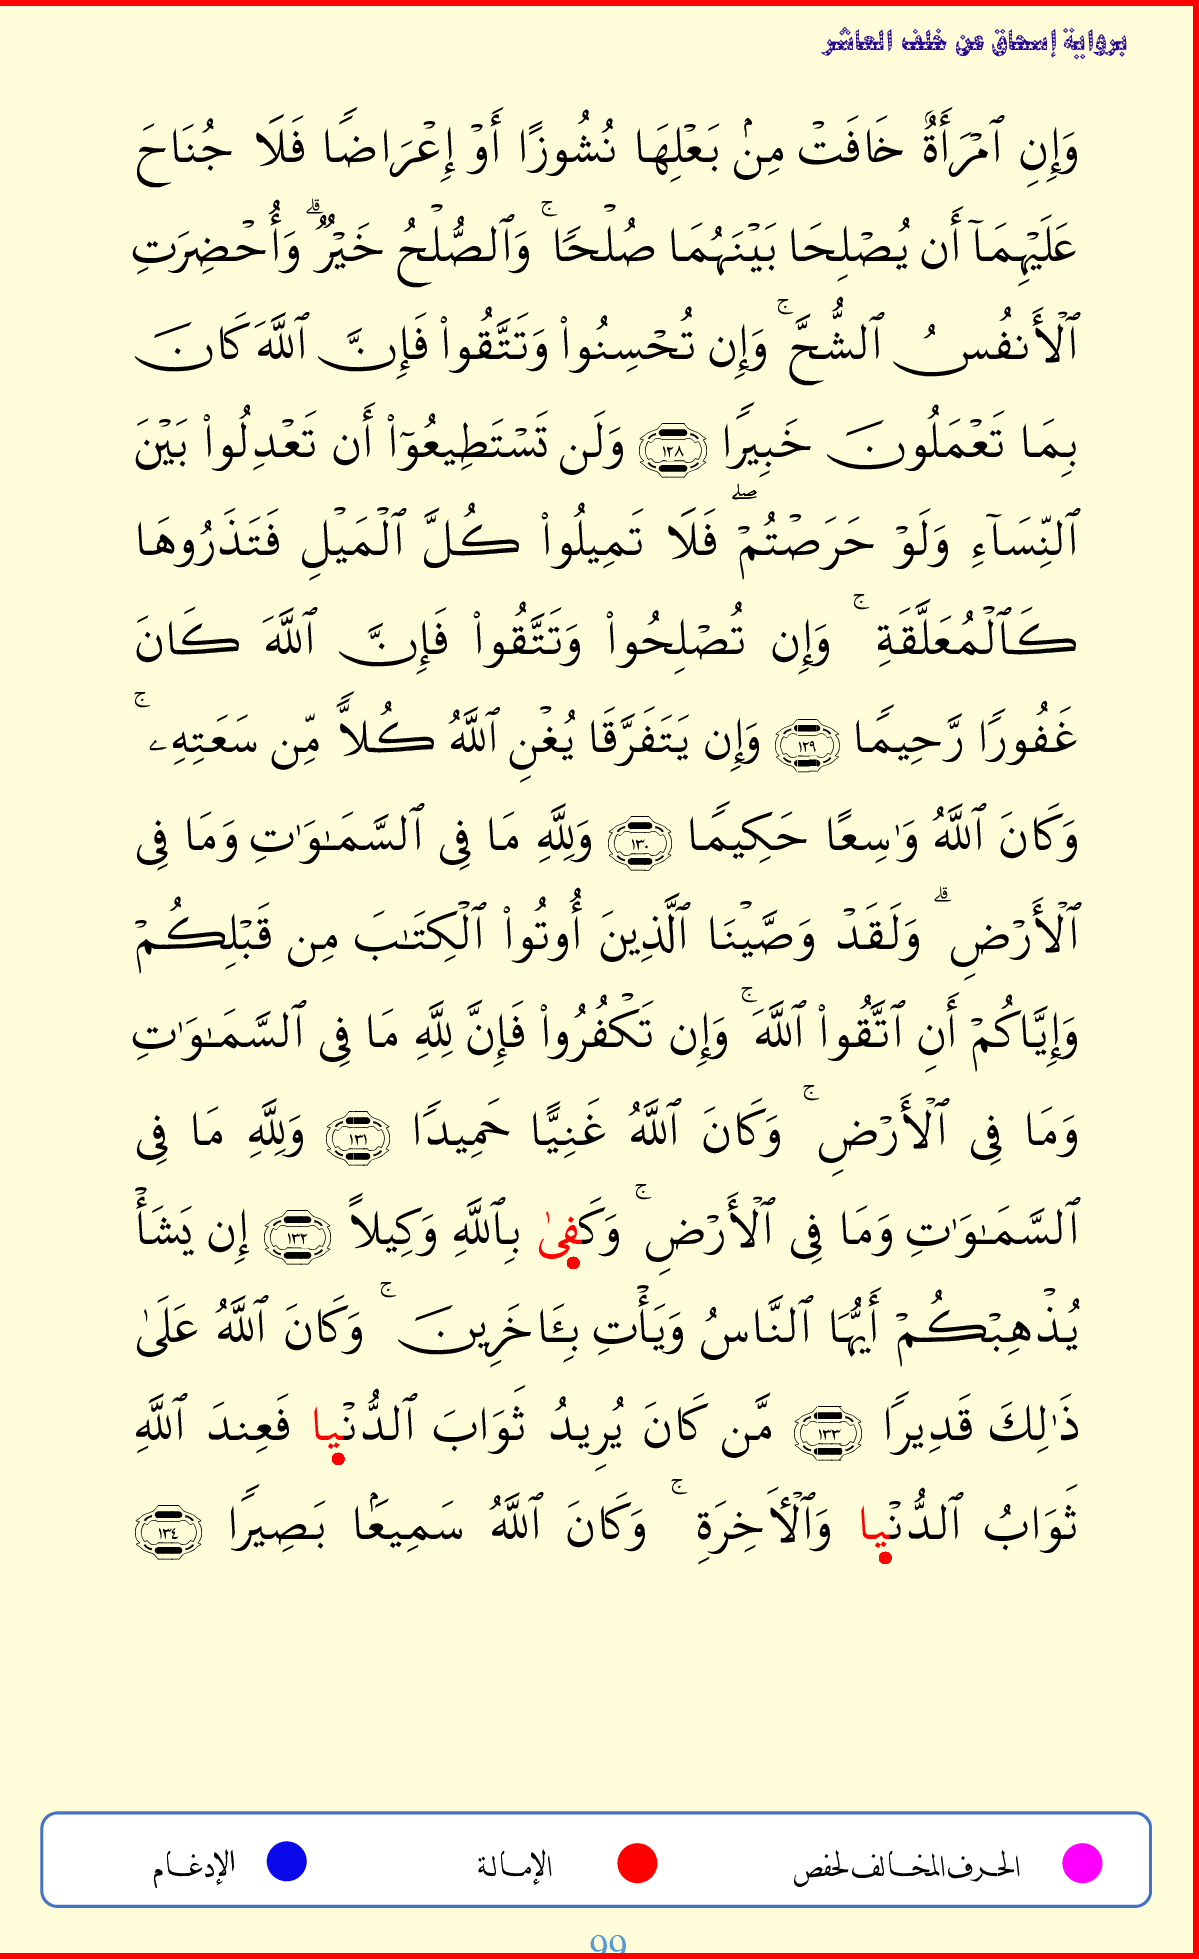 برواية إسحاق عن خلف العاشر
وَإِنِ ٱمْرَأَةٌ خَافَتْ مِنۢ بَعْلِهَا نُشُوزًا أَوْ إِعْرَاضًا فَلَا جُنَاحَ
عَلَيْهِمَآ أَن يُصْلِحَا بَيْنَهُمَا صُلْحًا ۚ وَٱلصُّلْحُ خَيْرٌ ۗ وَأُحْضِرَتِ
ٱلْأَنفُسُ ٱلشُّحَّ ۚ وَإِن تُحْسِنُوا۟ وَتَتَّقُوا۟ فَإِنَّ ٱللَّهَ كَانَ
بِمَا تَعْمَلُونَ خَبِيرًا ١٢٨ وَلَن تَسْتَطِيعُوٓا۟ أَن تَعْدِلُوا۟ بَيْنَ
ٱلنِّسَآءِ وَلَوْ حَرَصْتُمْ ۖ فَلَا تَمِيلُوا۟ كُلَّ ٱلْمَيْلِ فَتَذَرُوهَا
كَٱلْمُعَلَّقَةِ ۚ وَإِن تُصْلِحُوا۟ وَتَتَّقُوا۟ فَإِنَّ ٱللَّهَ كَانَ
غَفُورًا رَّحِيمًا ١٢٩ وَإِن يَتَفَرَّقَا يُغْنِ ٱللَّهُ كُلًّا مِّن سَعَتِهِۦ ۚ
وَكَانَ ٱللَّهُ وَٰسِعًا حَكِيمًا ١٣٠ وَلِلَّهِ مَا فِى ٱلسَّمَـٰوَٰتِ وَمَا فِى
ٱلْأَرْضِ ۗ وَلَقَدْ وَصَّيْنَا ٱلَّذِينَ أُوتُوا۟ ٱلْكِتَـٰبَ مِن قَبْلِكُمْ
وَإِيَّاكُمْ أَنِ ٱتَّقُوا۟ ٱللَّهَ ۚ وَإِن تَكْفُرُوا۟ فَإِنَّ لِلَّهِ مَا فِى ٱلسَّمَـٰوَٰتِ
وَمَا فِى ٱلْأَرْضِ ۚ وَكَانَ ٱللَّهُ غَنِيًّا حَمِيدًا ١٣١ وَلِلَّهِ مَا فِى
ٱلسَّمَـٰوَٰتِ وَمَا فِى ٱلْأَرْضِ ۚ وَكَفِىٰ بِٱللَّهِ وَكِيلًا ١٣٢ إِن يَشَأْ
يُذْهِبْكُمْ أَيُّهَا ٱلنَّاسُ وَيَأْتِ بِـَٔاخَرِينَ ۚ وَكَانَ ٱللَّهُ عَلَىٰ
ذَٰلِكَ قَدِيرًا ١٣٣ مَّن كَانَ يُرِيدُ ثَوَابَ ٱلدُّنْيا فَعِندَ ٱللَّهِ
ثَوَابُ ٱلدُّنْيا وَٱلْـَٔاخِرَةِ ۚ وَكَانَ ٱللَّهُ سَمِيعًۢا بَصِيرًا ١٣٤
الحرف المخالف لحفص الإمالة الإدغام
99